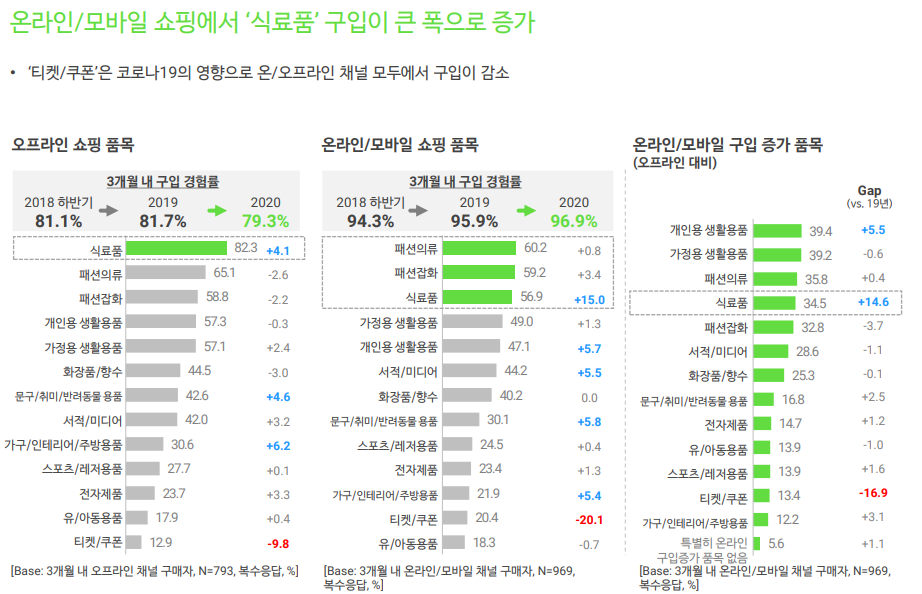 온라인/모바일 쇼핑에서 ‘식료품’ 구입이 큰 폭으로 증가
• ‘티켓/쿠폰’은 코로나19의 영향으로 온/오프라인 채널 모두에서 구입이 감소
오프라인 쇼핑 품목
3개월 내 구입 경험률
2018 하반기 2019 2020
81.1% 81.7% 79.3%
식료품 82.3 +4.1
패션의류 65.1 -2.6
패션잡화 58.8 -2.2
개인용 생활용품 57.3 -0.3
가정용 생활용품 57.1 +2.4
화장품/향수 44.5 -3.0
문구/취미/반려동물 용품 42.6 +4.6
서적/미디어 42.0 +3.2
가구/인테리어/주방용품 30.6 +6.2
스포츠/레저용품 27.7 +0.1
전자제품 23.7 +3.3
유/아동용품 17.9 +0.4
티켓/쿠폰 12.9 -9.8
[Base: 3개월 내 오프라인 채널 구매자, N=793, 복수응답, %]
온라인/모바일 쇼핑 품목
3개월 내 구입 경험률
2018 하반기 2019 2020
94.3% 95.9% 96.9%
패션의류 60.2 +0.8
패션잡화 59.2 +3.4
식료품 56.9 +15.0
가정용 생활용품 49.0 +1.3
개인용 생활용품 47.1 +5.7
서적/미디어 44.2 +5.5
화장품/향수 40.2 0.0
문구/취미/반려동물 용품 30.1 +5.8
스포츠/레저용품 24.5 +0.4
전자제품 23.4 +1.3
가구/인테리어/주방용품 21.9 +5.4
티켓/쿠폰 20.4 -20.1
유/아동용품 18.3 -0.7
[Base: 3개월 내 온라인/모바일 채널 구매자, N=969,
복수응답, %]
온라인/모바일 구입 증가 품목
(오프라인 대비)
Gap
(vs. 19년)
개인용 생활용품 39.4 +5.5
가정용 생활용품 39.2 -0.6
패션의류 35.8 +0.4
식료품 34.5 +14.6
패션잡화 32.8 -3.7
서적/미디어 28.6 -1.1
화장품/향수 25.3 -0.1
문구/취미/반려동물 용품 16.8 +2.5
전자제품 14.7 +1.2
유/아동용품 13.9 -1.0
스포츠/레저용품 13.9 +1.6
티켓/쿠폰 13.4 -16.9
가구/인테리어/주방용품 12.2 +3.1
특별히 온라인
구입증가 품목 없음 5.6 +1.1
[Base: 3개월 내 온라인/모바일 채널 구매자, N=969,
복수응답, %]